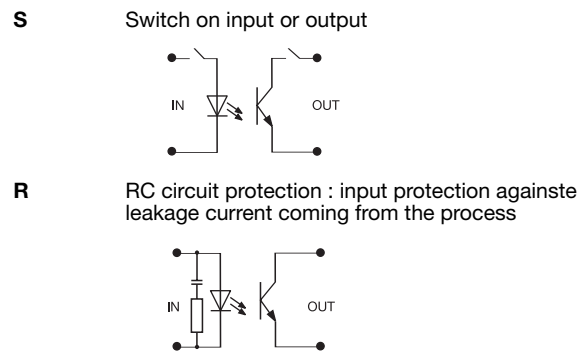 S Switch on input or output
IN OUT
R RC circuit protection : input protection againste
leakage current coming from the process
IN OUT